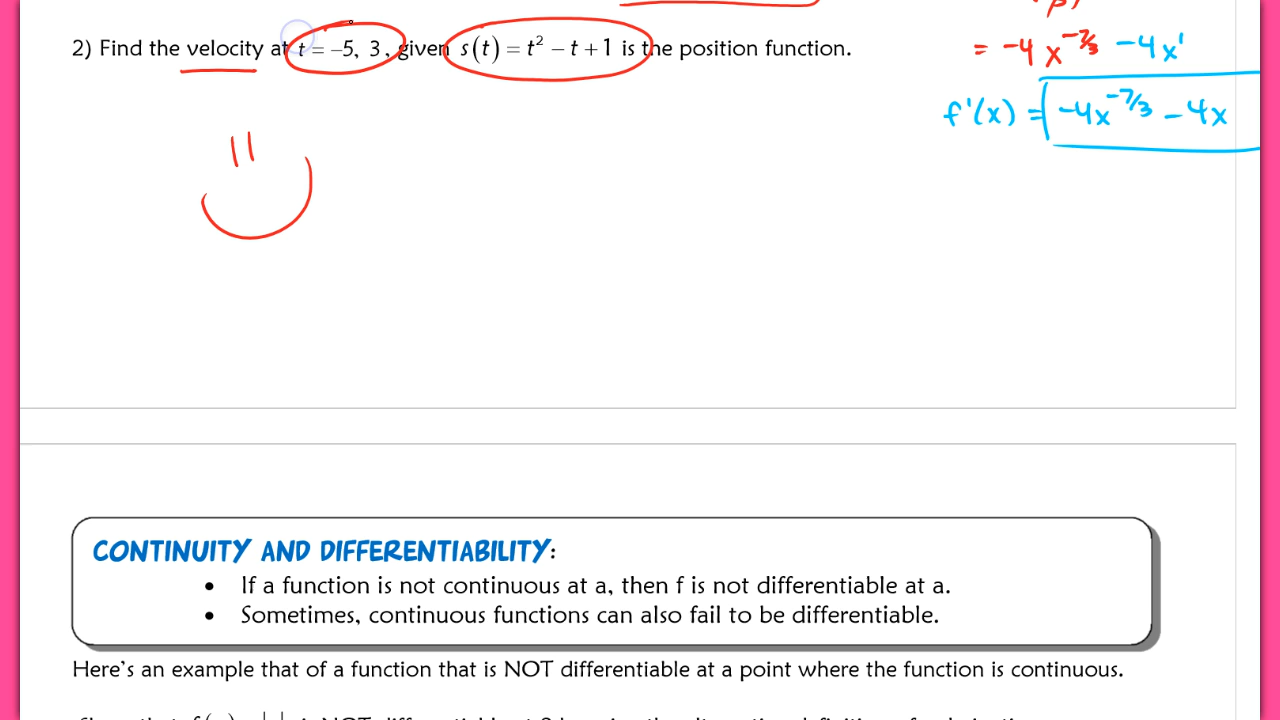 2) Find the velocity at t = −5, 3, given s(t) = t² − t + 1 is the position function.
= -4x^{-7/3} -4x'
f'(x) = -4x^{-7/3} - 4x
CONTINUITY AND DIFFERENTIABILITY:
• If a function is not continuous at a, then f is not differentiable at a.
• Sometimes, continuous functions can also fail to be differentiable.
Here's an example that of a function that is NOT differentiable at a point where the function is continuous.